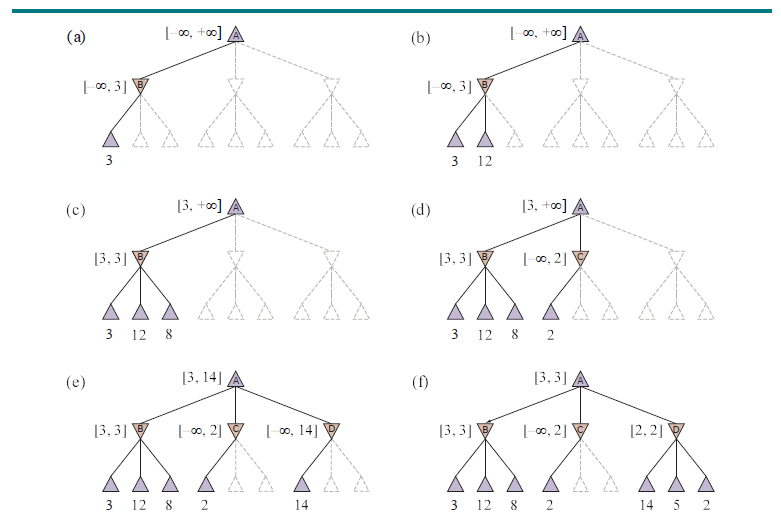 (a) [−∞, +∞] A (b) [−∞, +∞] A
[−∞, 3] B [−∞, 3] B
3 3 12
(c) [3, +∞] A (d) [3, +∞] A
[3, 3] B [3, 3] B [−∞, 2] C
3 12 8 3 12 8 2
(e) [3, 14] A (f) [3, 3] A
[3, 3] B [−∞, 2] C [−∞, 14] D [3, 3] B [−∞, 2] C [2, 2] D
3 12 8 2 14 3 12 8 2 14 5 2